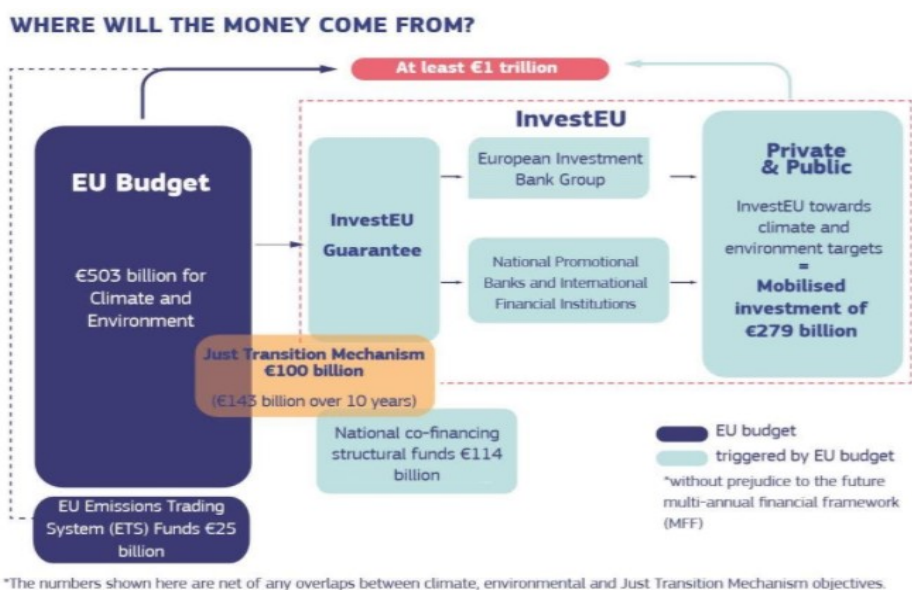 WHERE WILL THE MONEY COME FROM?
At least €1 trillion
InvestEU
EU Budget
€503 billion for
Climate and
Environment
InvestEU
Guarantee
European Investment
Bank Group
National Promotional
Banks and International
Financial Institutions
Private
& Public
InvestEU towards
climate and
environment targets
=
Mobilised
investment of
€279 billion
Just Transition Mechanism
€100 billion
(€143 billion over 10 years)
National co-financing
structural funds €114
billion
EU Emissions Trading
System (ETS) Funds €25
billion
EU budget
triggered by EU budget
*without prejudice to the future
multi-annual financial framework
(MFF)
*The numbers shown here are net of any overlaps between climate, environmental and Just Transition Mechanism objectives.